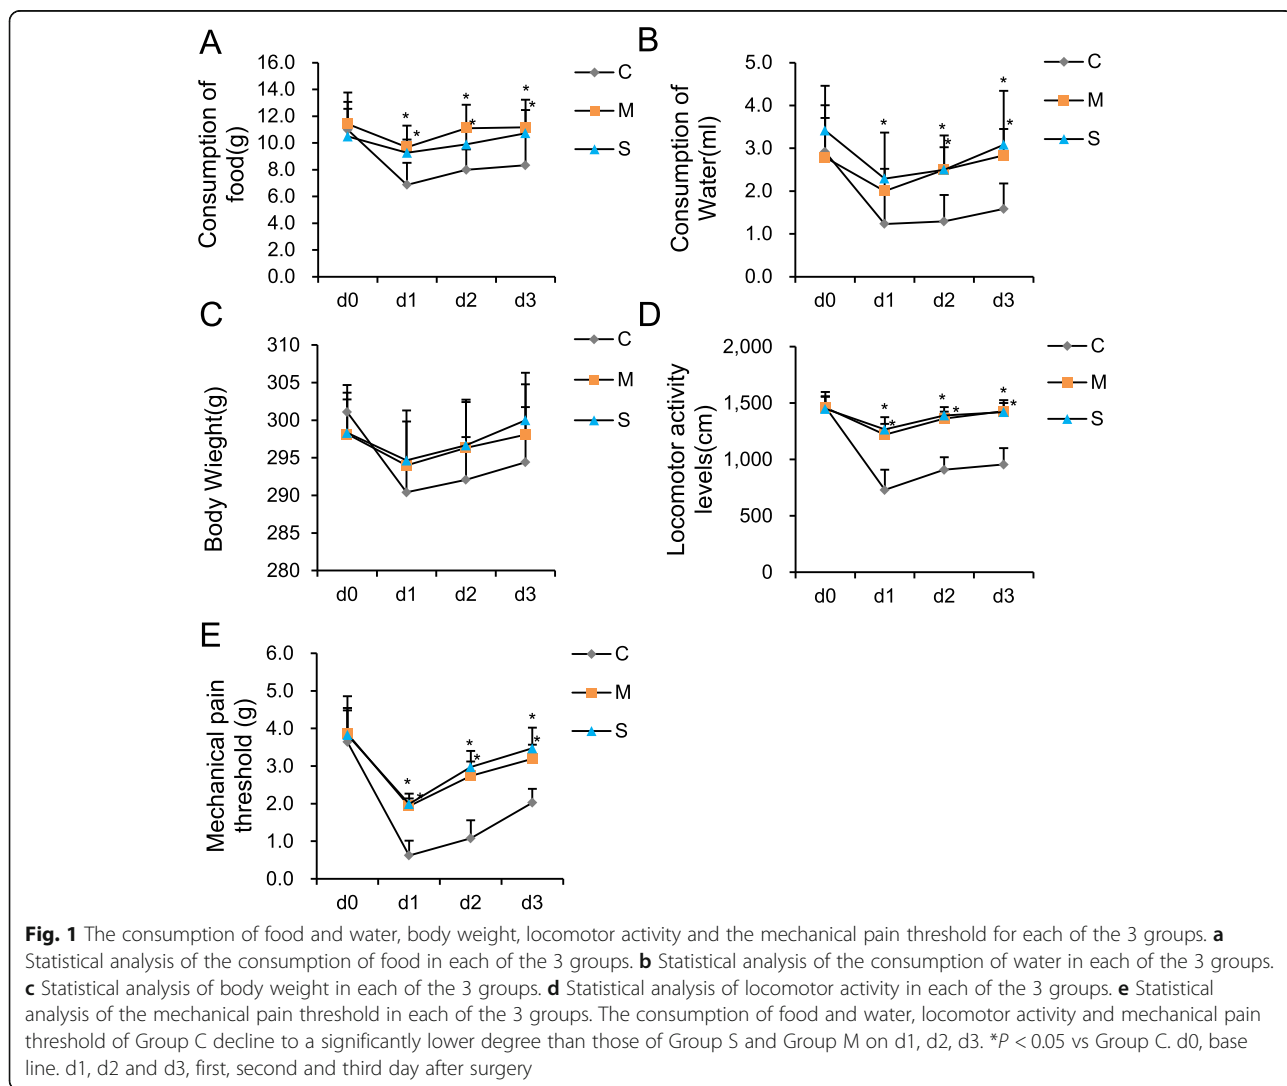 A
Consumption of
food(g)
16.0
14.0
12.0
10.0
8.0
6.0
4.0
2.0
0.0
* * * * * *
d0 d1 d2 d3
C
M
S
B
Consumption of
Water(ml)
5.0
4.0
3.0
2.0
1.0
0.0
* * * * *
d0 d1 d2 d3
C
M
S
C
Body Wieght(g)
310
305
300
295
290
285
280
d0 d1 d2 d3
C
M
S
D
Locomotor activity
levels(cm)
2,000
1,500
1,000
500
0
* * * * * *
d0 d1 d2 d3
C
M
S
E
Mechanical pain
threshold (g)
6.0
5.0
4.0
3.0
2.0
1.0
0.0
* * * * * *
d0 d1 d2 d3
C
M
S
Fig. 1 The consumption of food and water, body weight, locomotor activity and the mechanical pain threshold for each of the 3 groups. a
Statistical analysis of the consumption of food in each of the 3 groups. b Statistical analysis of the consumption of water in each of the 3 groups.
c Statistical analysis of body weight in each of the 3 groups. d Statistical analysis of locomotor activity in each of the 3 groups. e Statistical
analysis of the mechanical pain threshold in each of the 3 groups. The consumption of food and water, locomotor activity and mechanical pain
threshold of Group C decline to a significantly lower degree than those of Group S and Group M on d1, d2, d3. *P < 0.05 vs Group C. d0, base
line. d1, d2 and d3, first, second and third day after surgery